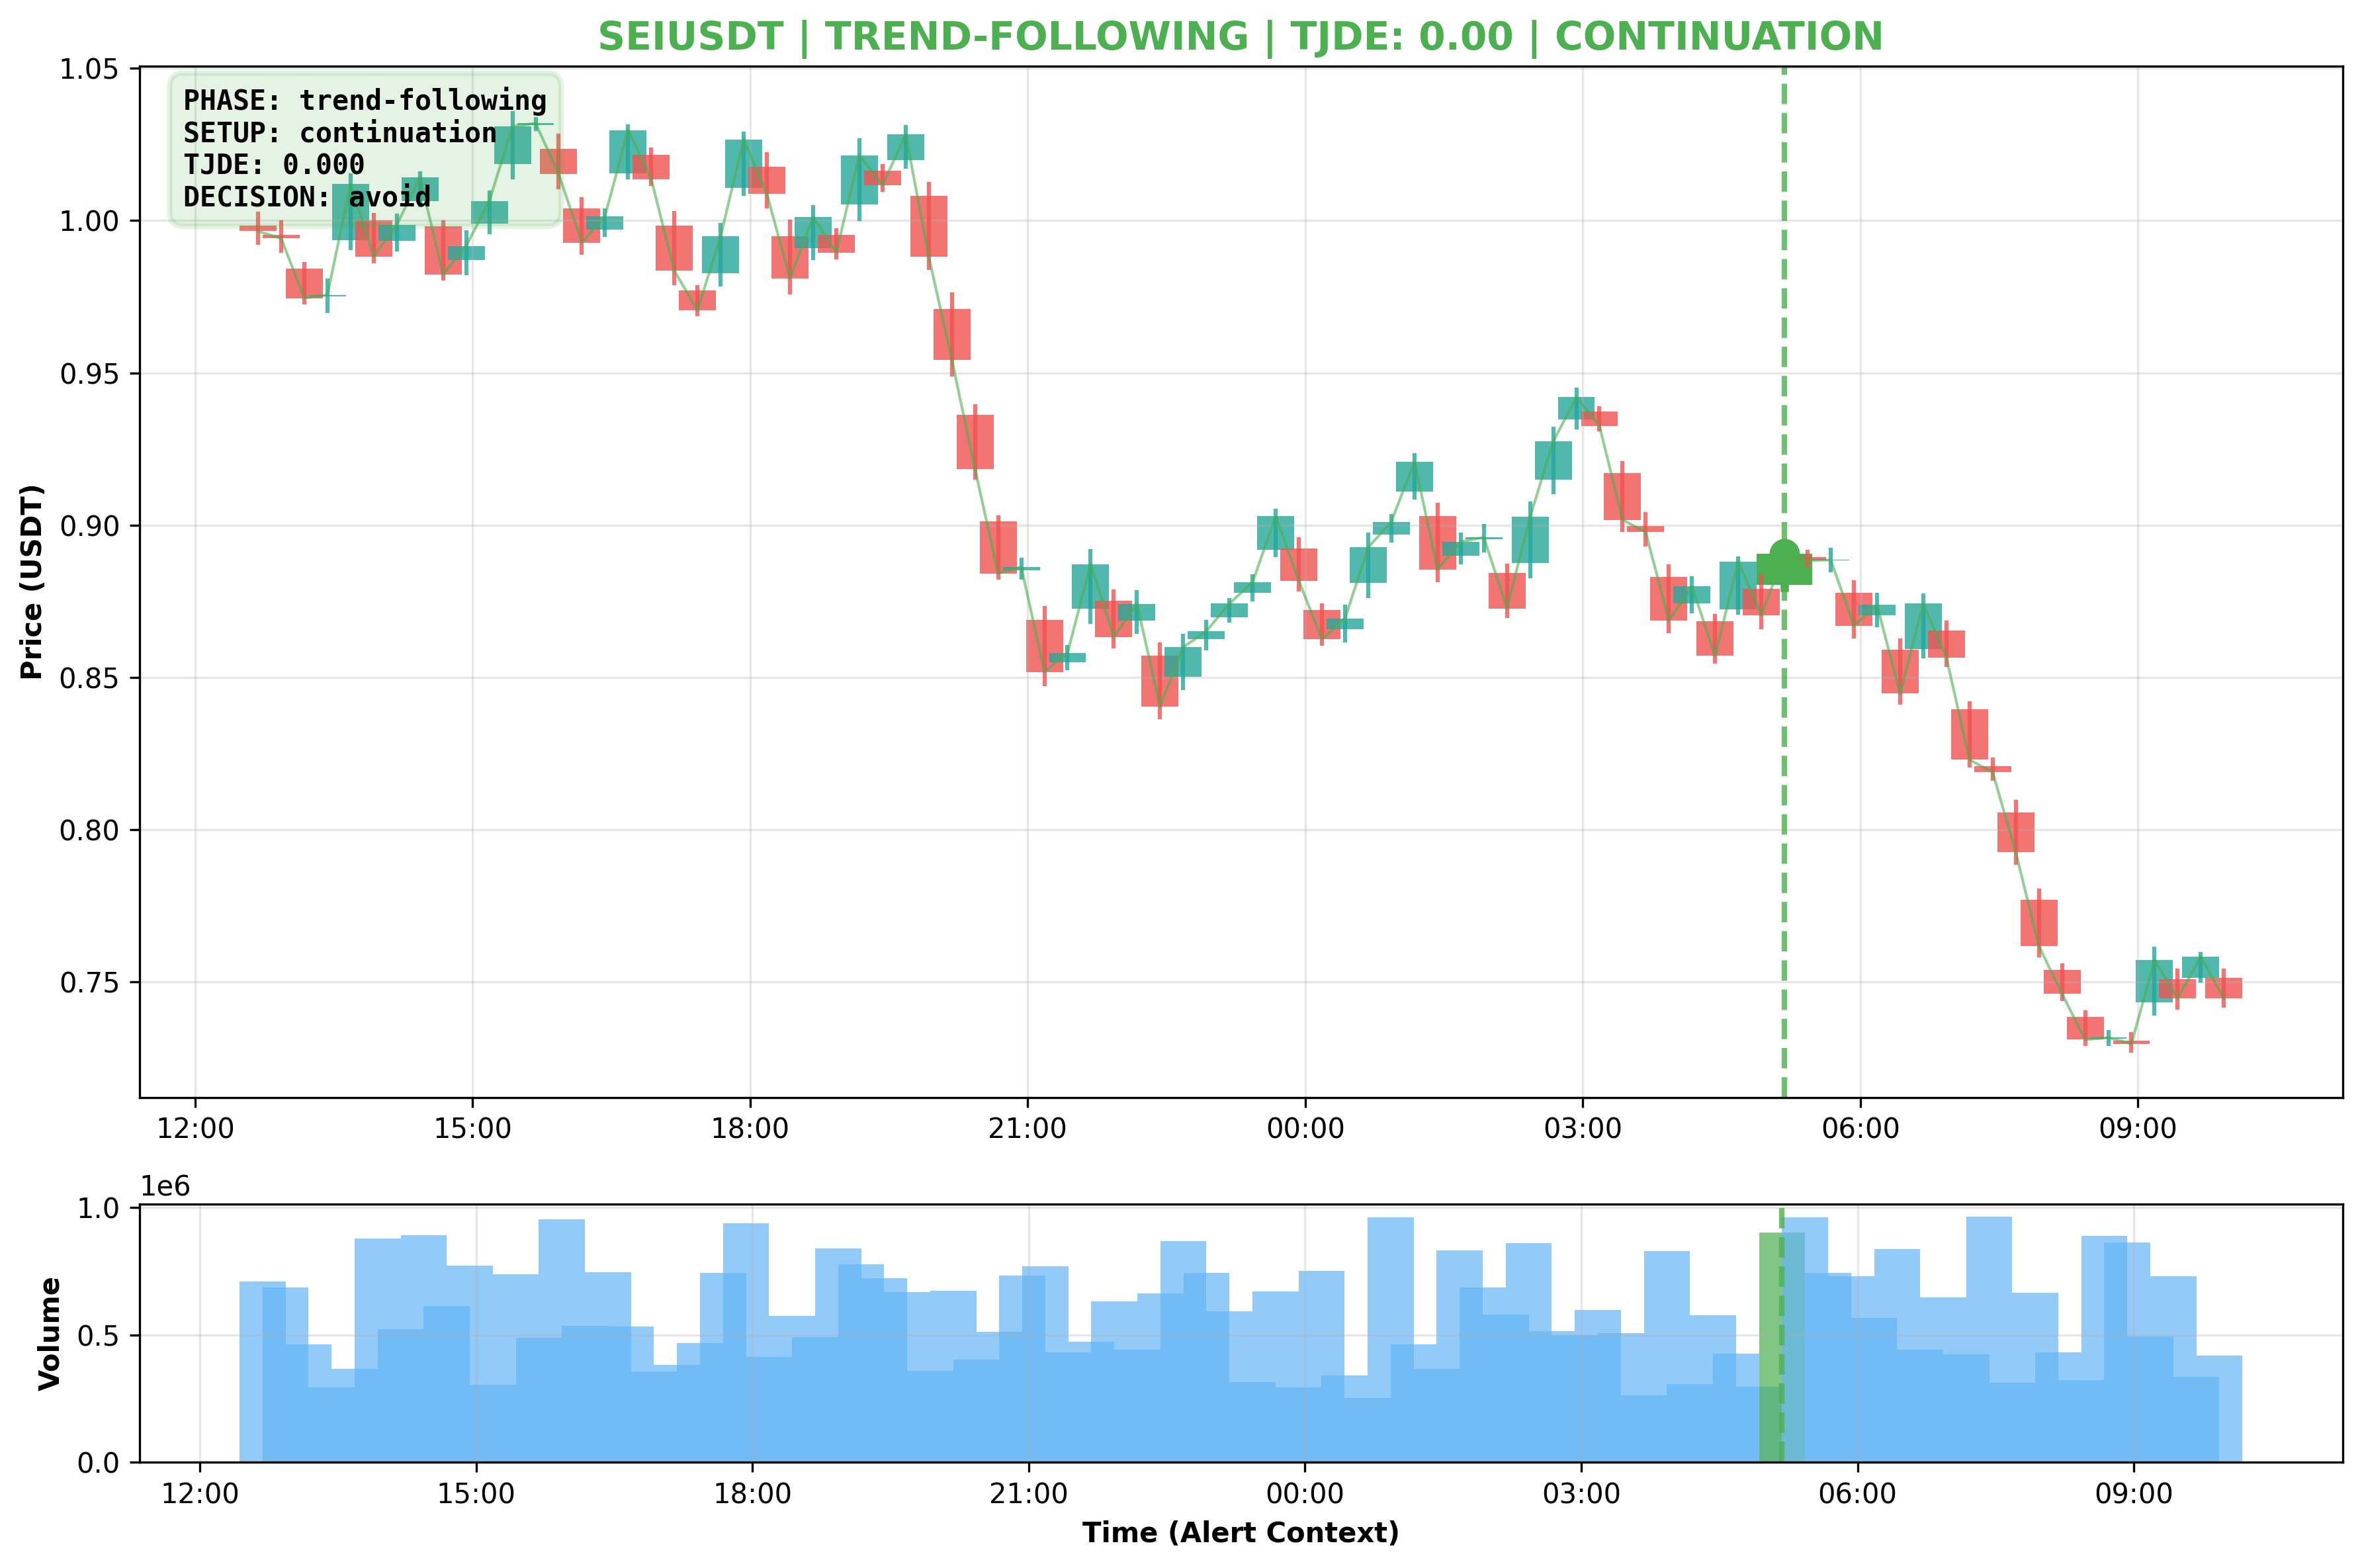 SEIUSDT | TREND-FOLLOWING | TJDE: 0.00 | CONTINUATION
PHASE: trend-following
SETUP: continuation
TJDE: 0.000
DECISION: avoid
Price (USDT)
1.05
1.00
0.95
0.90
0.85
0.80
0.75
12:00 15:00 18:00 21:00 00:00 03:00 06:00 09:00
1e6
Volume
1.0
0.5
0.0
12:00 15:00 18:00 21:00 00:00 03:00 06:00 09:00
Time (Alert Context)